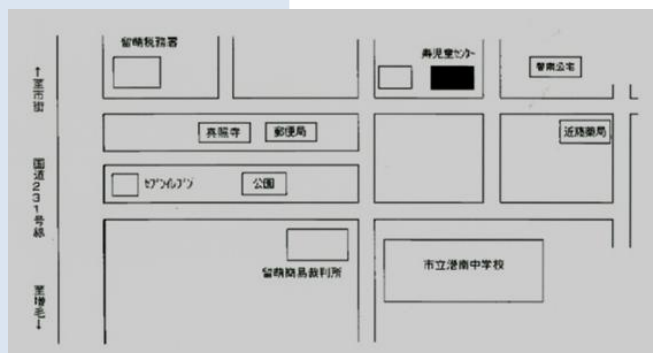 留萌税務署
寿児童センター
警察公宅
↑至市街
真照寺
郵便局
近藤薬局
国道231号線
セブンイレブン
公園
留萌簡易裁判所
市立港南中学校
至増毛↓